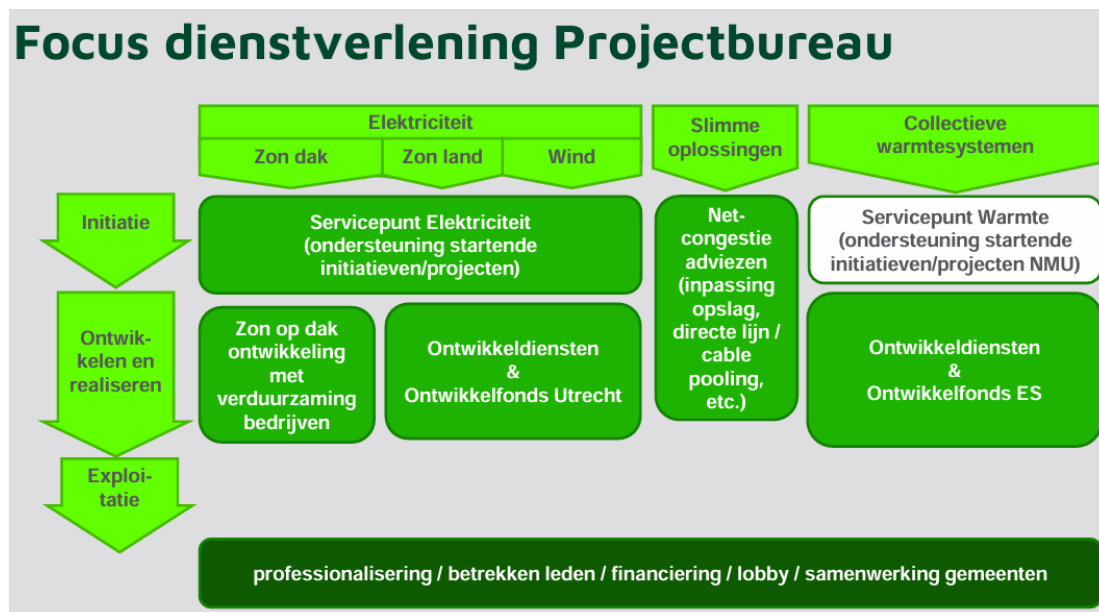 Focus dienstverlening Projectbureau
Elektriciteit
Zon dak
Zon land
Wind
Slimme
oplossingen
Collectieve
warmtesystemen
Initiatie
Servicepunt Elektriciteit
(ondersteuning startende
initiatieven/projecten)
Net-
congestie
adviezen
(inpassing
opslag,
directe lijn /
cable
pooling,
etc.)
Servicepunt Warmte
(ondersteuning startende
initiatieven/projecten NMU)
Ontwik-
kelen en
realiseren
Zon op dak
ontwikkeling
met
verduurzaming
bedrijven
Ontwikkeldiensten
&
Ontwikkelfonds Utrecht
Ontwikkeldiensten
&
Ontwikkelfonds ES
Exploi-
tatie
professionalisering / betrekken leden / financiering / lobby / samenwerking gemeenten